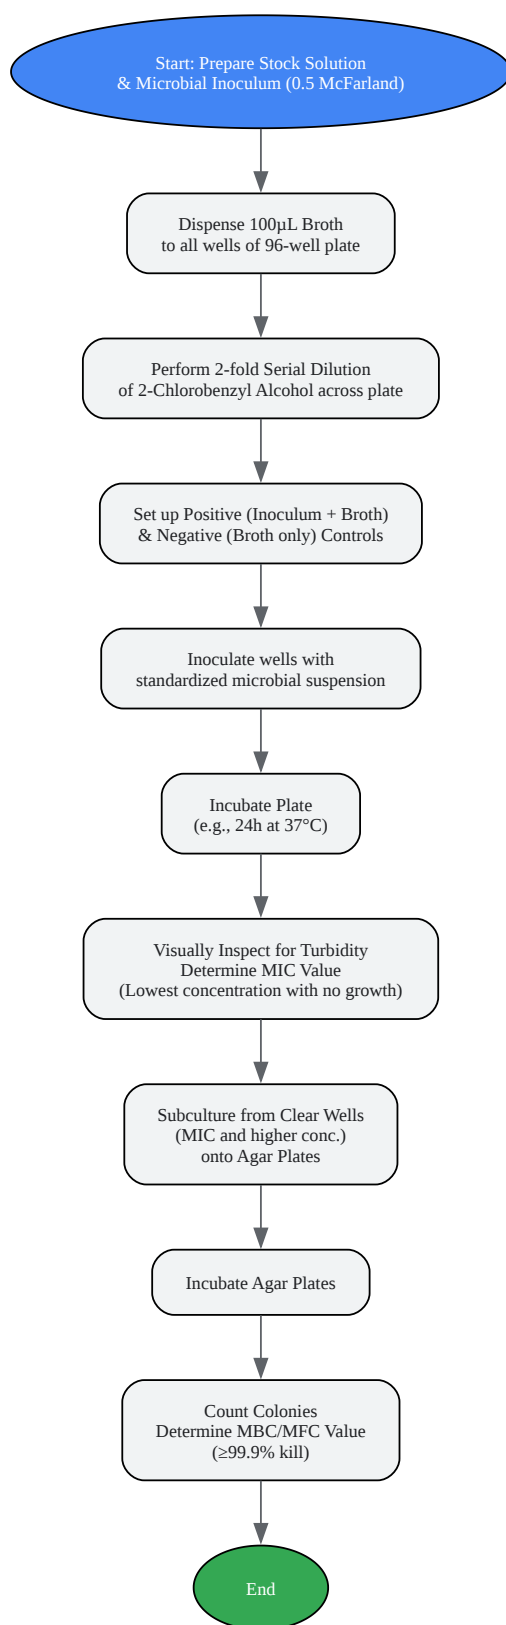 Start: Prepare Stock Solution
& Microbial Inoculum (0.5 McFarland)
Dispense 100µL Broth
to all wells of 96-well plate
Perform 2-fold Serial Dilution
of 2-Chlorobenzyl Alcohol across plate
Set up Positive (Inoculum + Broth)
& Negative (Broth only) Controls
Inoculate wells with
standardized microbial suspension
Incubate Plate
(e.g., 24h at 37°C)
Visually Inspect for Turbidity
Determine MIC Value
(Lowest concentration with no growth)
Subculture from Clear Wells
(MIC and higher conc.)
onto Agar Plates
Incubate Agar Plates
Count Colonies
Determine MBC/MFC Value
(≥99.9% kill)
End